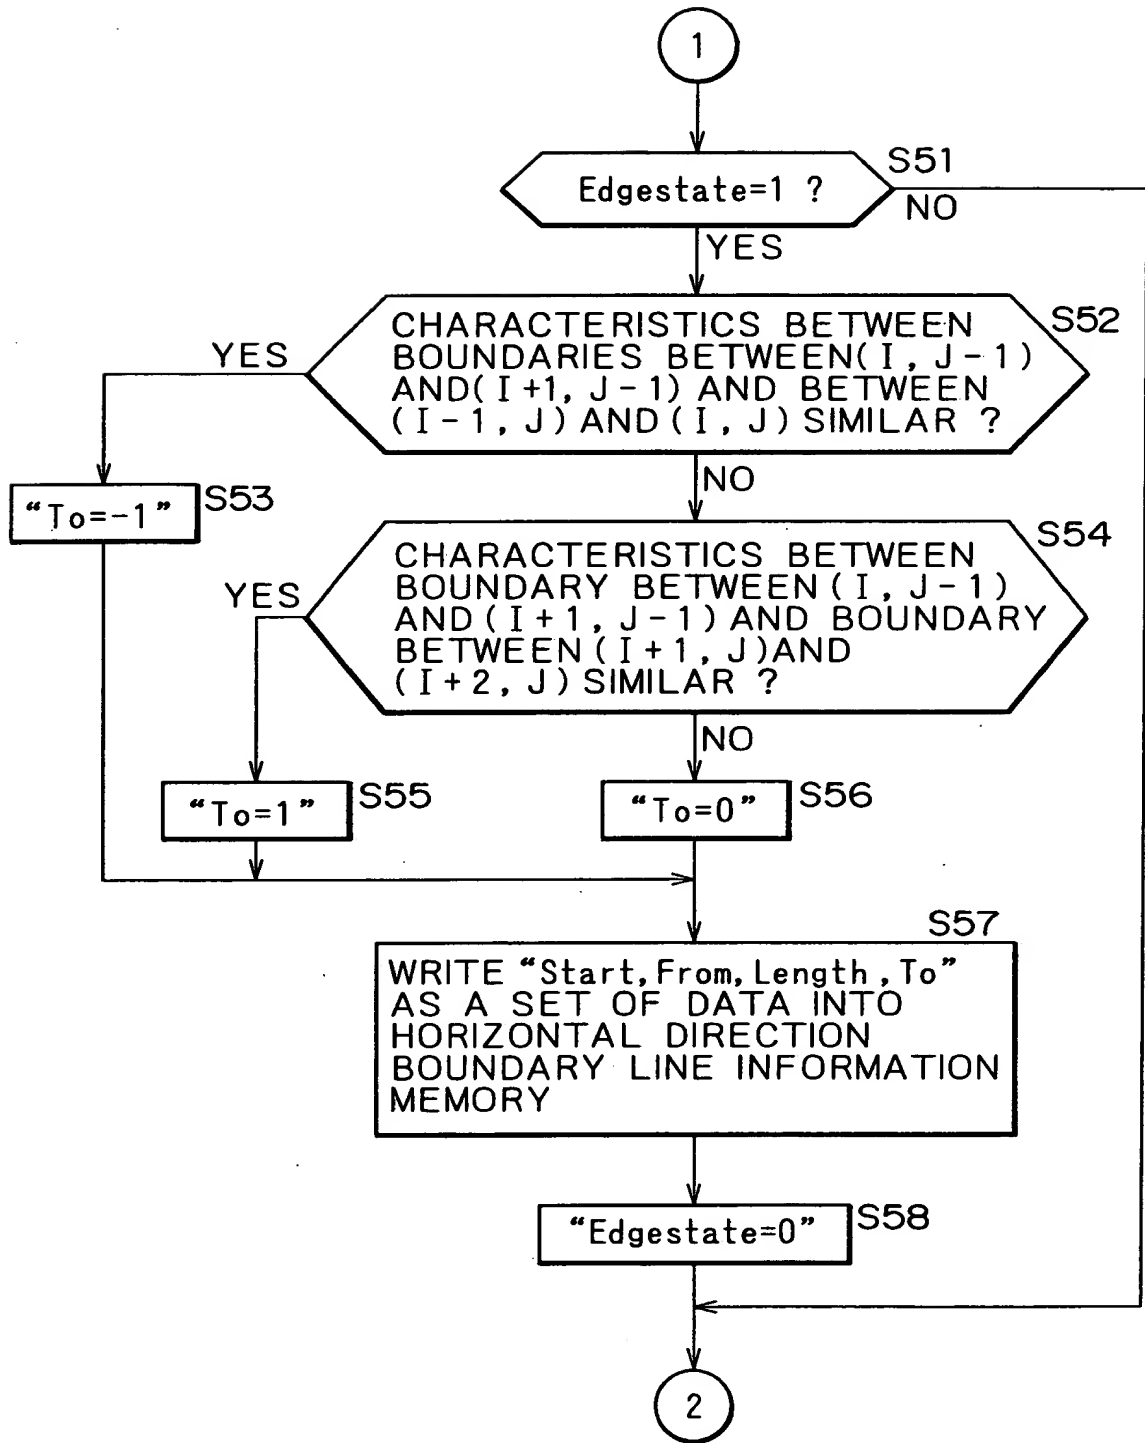 1
S51
Edgestate=1 ?
NO
YES
S52
CHARACTERISTICS BETWEEN
BOUNDARIES BETWEEN(I, J-1)
AND(I+1, J-1) AND BETWEEN
(I-1, J) AND (I, J) SIMILAR ?
YES
NO
"To=-1"
S53
S54
CHARACTERISTICS BETWEEN
BOUNDARY BETWEEN (I, J-1)
AND (I+1, J-1) AND BOUNDARY
BETWEEN (I+1, J)AND
(I+2, J) SIMILAR ?
YES
NO
"To=1"
S55
"To=0"
S56
S57
WRITE "Start,From,Length,To"
AS A SET OF DATA INTO
HORIZONTAL DIRECTION
BOUNDARY LINE INFORMATION
MEMORY
"Edgestate=0"
S58
2